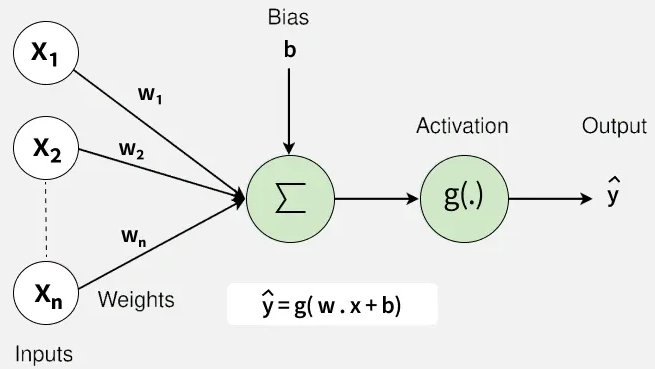 Bias
b
X₁
w₁
X₂
w₂
Σ
Activation
g(.)
Output
ŷ
wₙ
Xₙ
Weights
Inputs
ŷ = g( w . x + b)